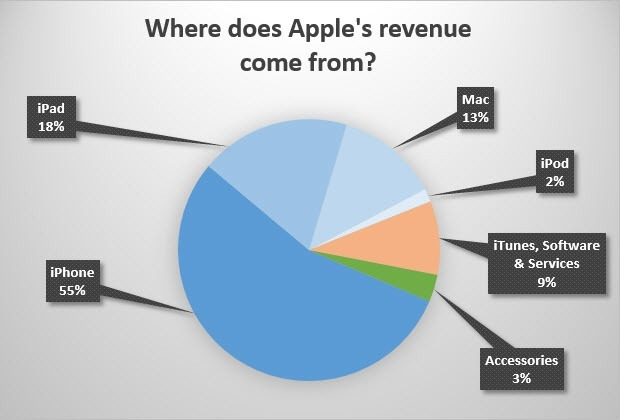 Where does Apple's revenue
come from?
iPad
18%
Mac
13%
iPod
2%
iTunes, Software
& Services
9%
iPhone
55%
Accessories
3%